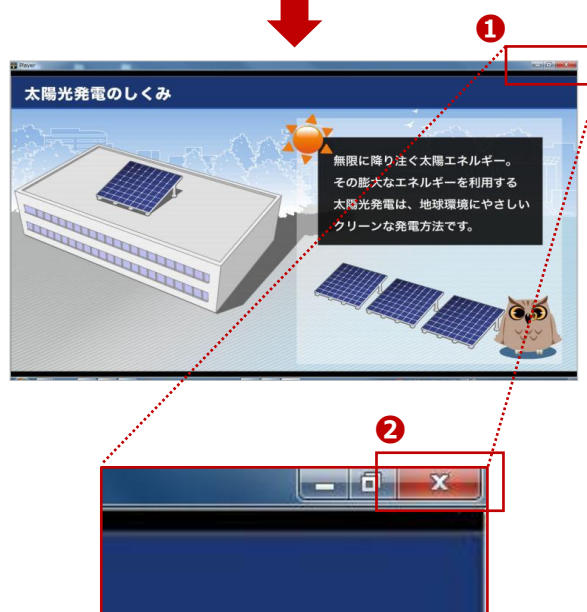 ❶
Player
太陽光発電のしくみ
無限に降り注ぐ太陽エネルギー。
その膨大なエネルギーを利用する
太陽光発電は、地球環境にやさしい
クリーンな発電方法です。
❷